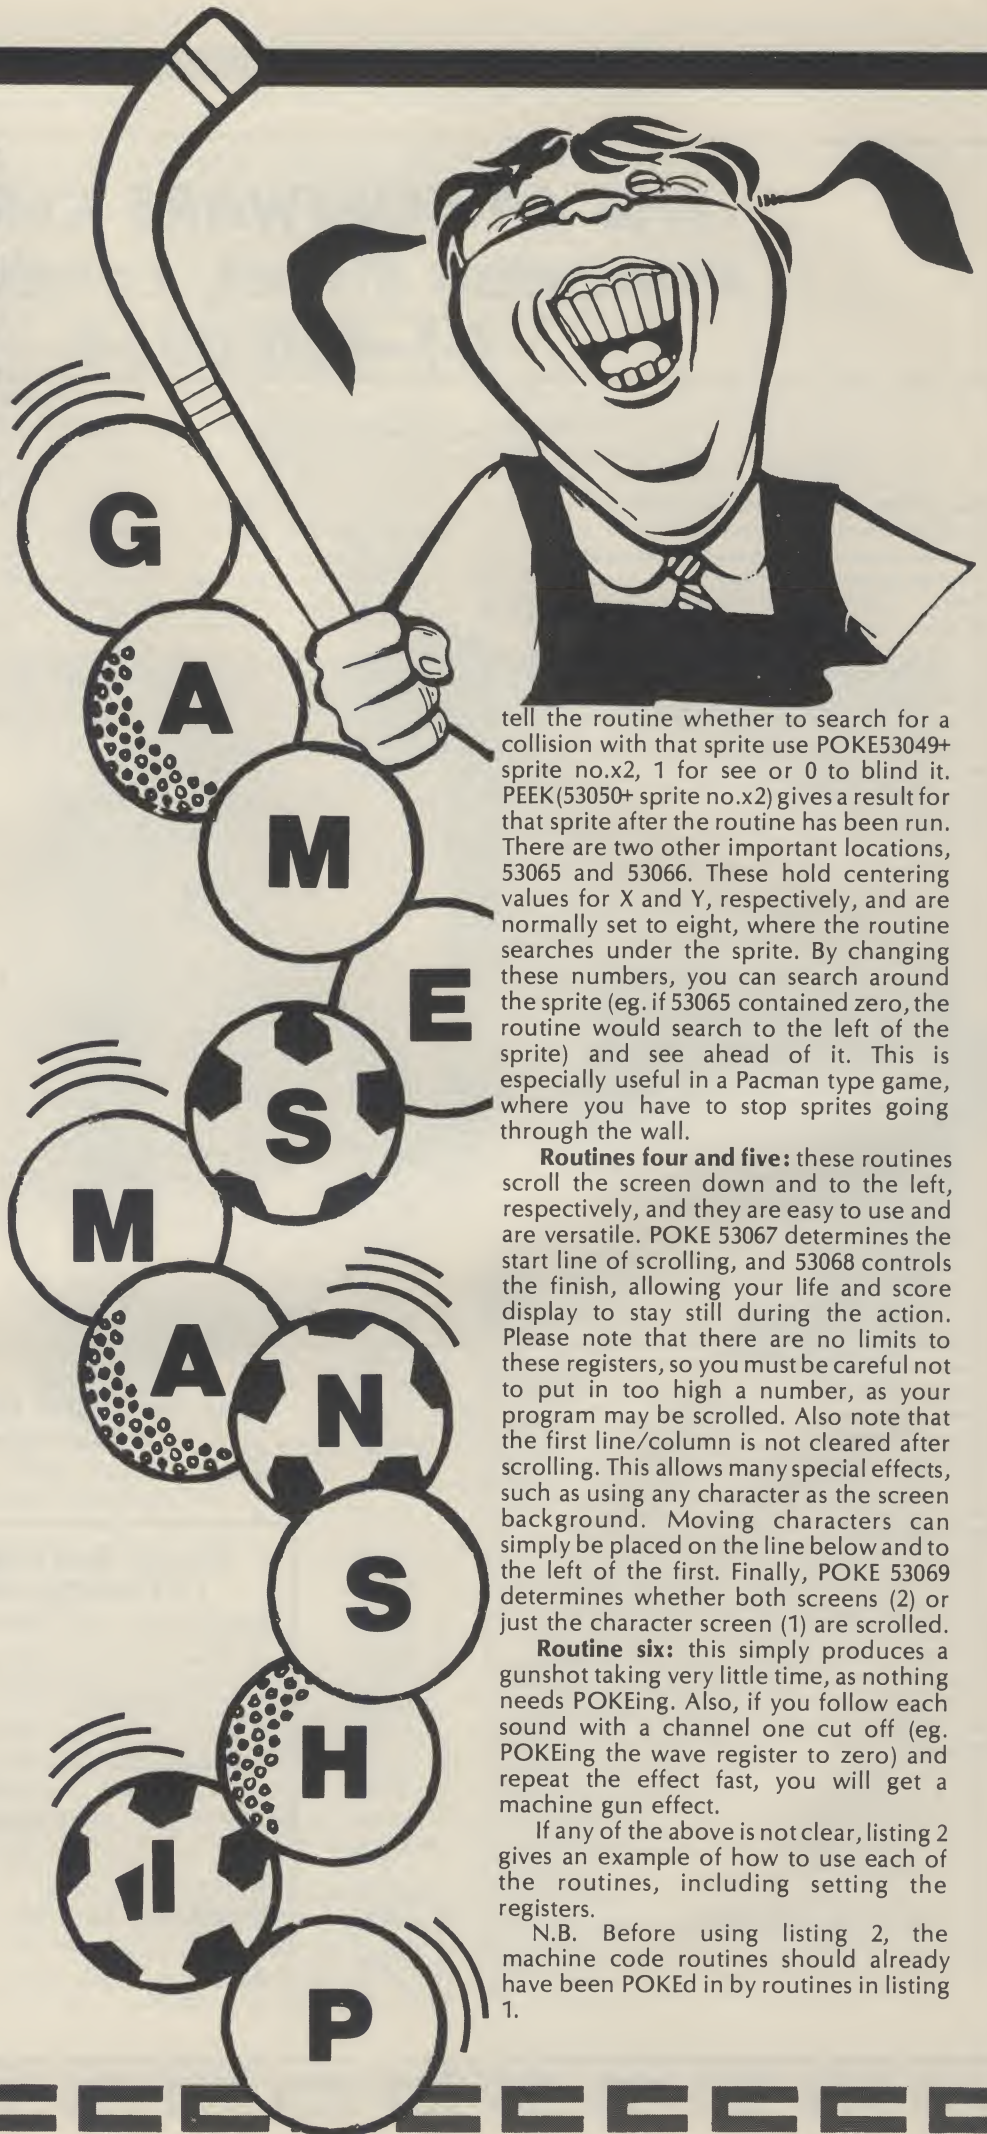 G
A
M
E
S
M
A
N
S
H
I
P
tell the routine whether to search for a
collision with that sprite use POKE53049+
sprite no.x2, 1 for see or 0 to blind it.
PEEK(53050+ sprite no.x2) gives a result for
that sprite after the routine has been run.
There are two other important locations,
53065 and 53066. These hold centering
values for X and Y, respectively, and are
normally set to eight, where the routine
searches under the sprite. By changing
these numbers, you can search around
the sprite (eg. if 53065 contained zero, the
routine would search to the left of the
sprite) and see ahead of it. This is
especially useful in a Pacman type game,
where you have to stop sprites going
through the wall.
Routines four and five: these routines
scroll the screen down and to the left,
respectively, and they are easy to use and
are versatile. POKE 53067 determines the
start line of scrolling, and 53068 controls
the finish, allowing your life and score
display to stay still during the action.
Please note that there are no limits to
these registers, so you must be careful not
to put in too high a number, as your
program may be scrolled. Also note that
the first line/column is not cleared after
scrolling. This allows many special effects,
such as using any character as the screen
background. Moving characters can
simply be placed on the line below and to
the left of the first. Finally, POKE 53069
determines whether both screens (2) or
just the character screen (1) are scrolled.
Routine six: this simply produces a
gunshot taking very little time, as nothing
needs POKEing. Also, if you follow each
sound with a channel one cut off (eg.
POKEing the wave register to zero) and
repeat the effect fast, you will get a
machine gun effect.
If any of the above is not clear, listing 2
gives an example of how to use each of
the routines, including setting the
registers.
N.B. Before using listing 2, the
machine code routines should already
have been POKEd in by routines in listing
1.